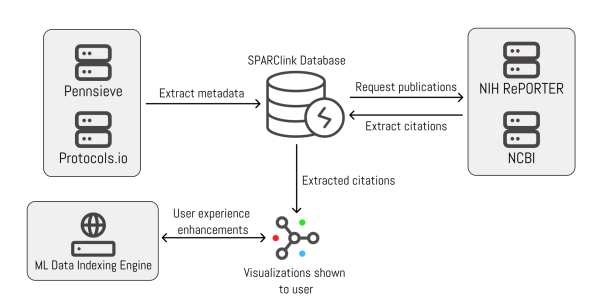 SPARClink Database
Pennsieve
Protocols.io
Extract metadata
Request publications
Extract citations
NIH RePORTER
NCBI
Extracted citations
User experience
enhancements
ML Data Indexing Engine
Visualizations shown
to user